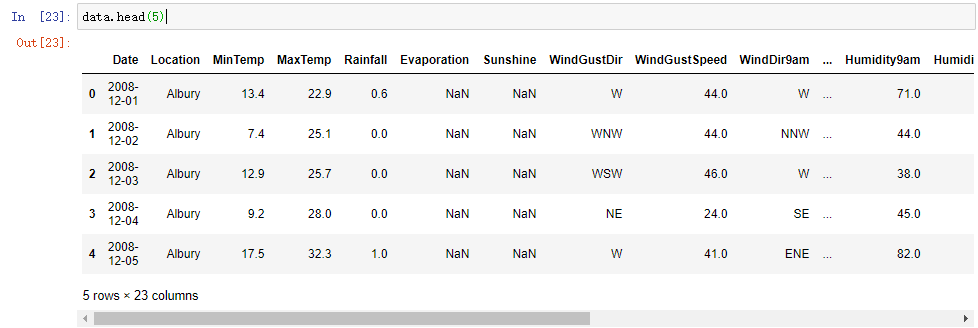 In [23]: data.head(5)
Out[23]:
Date Location MinTemp MaxTemp Rainfall Evaporation Sunshine WindGustDir WindGustSpeed WindDir9am ... Humidity9am Humidi
0 2008-12-01 Albury 13.4 22.9 0.6 NaN NaN W 44.0 W ... 71.0
1 2008-12-02 Albury 7.4 25.1 0.0 NaN NaN WNW 44.0 NNW ... 44.0
2 2008-12-03 Albury 12.9 25.7 0.0 NaN NaN WSW 46.0 W ... 38.0
3 2008-12-04 Albury 9.2 28.0 0.0 NaN NaN NE 24.0 SE ... 45.0
4 2008-12-05 Albury 17.5 32.3 1.0 NaN NaN W 41.0 ENE ... 82.0
5 rows × 23 columns